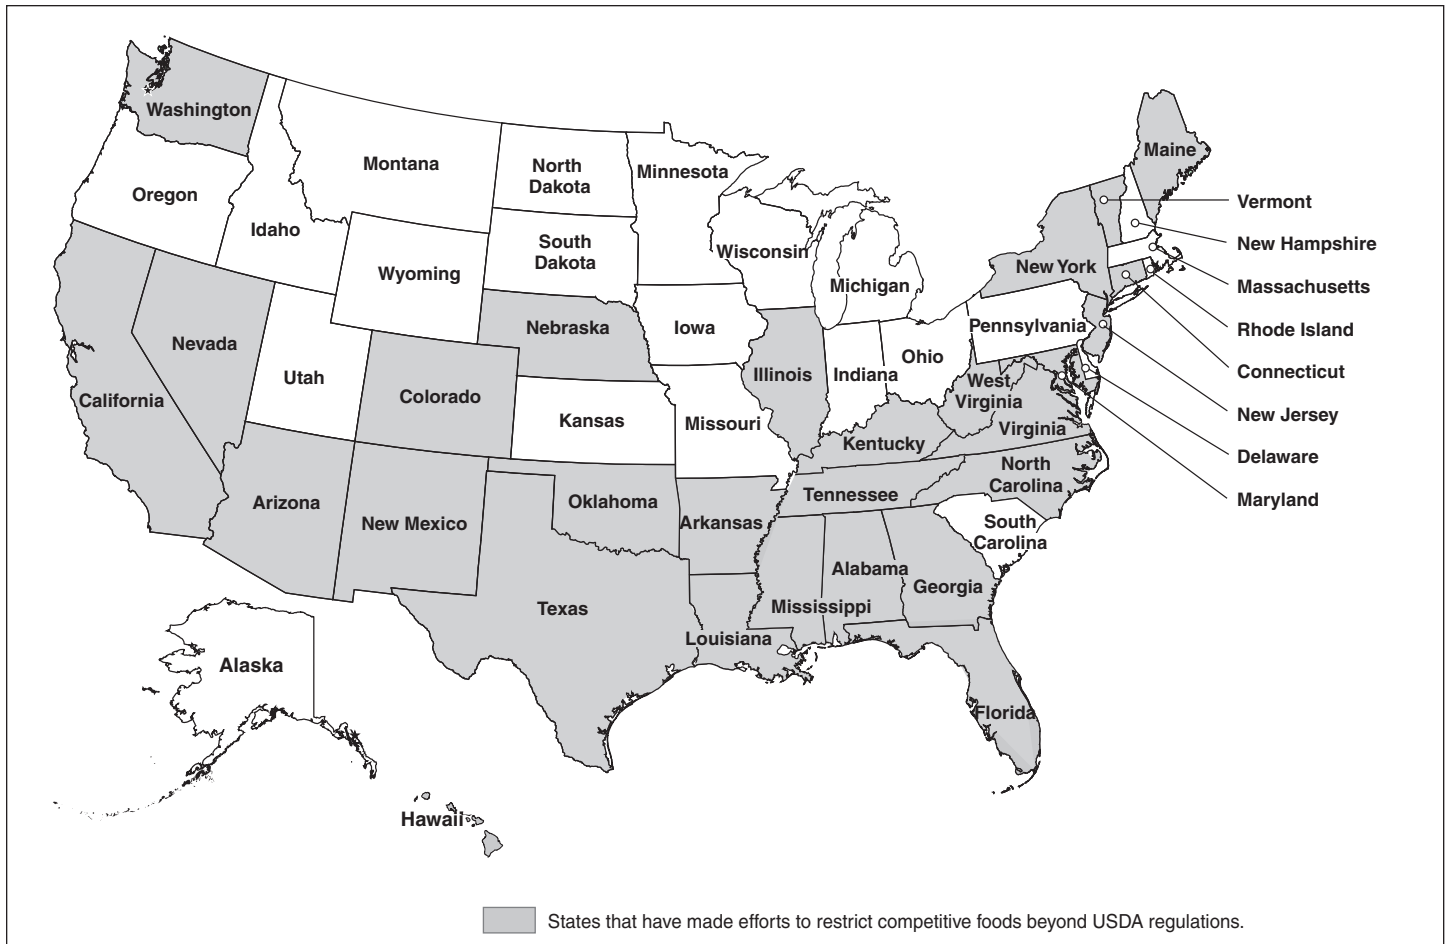 Washington
Montana
North
Dakota
Minnesota
Maine
Oregon
Idaho
Vermont
New Hampshire
Wyoming
South
Dakota
Wisconsin
Michigan
New York
Massachusetts
Nevada
Nebraska
Iowa
Pennsylvania
Rhode Island
California
Utah
Colorado
Illinois
Indiana
Ohio
West
Virginia
Connecticut
Kansas
Missouri
Kentucky
Virginia
New Jersey
Arizona
New Mexico
Oklahoma
Arkansas
Tennessee
North
Carolina
Delaware
Maryland
South
Carolina
Texas
Louisiana
Mississippi
Alabama
Georgia
Alaska
Florida
Hawaii
States that have made efforts to restrict competitive foods beyond USDA regulations.